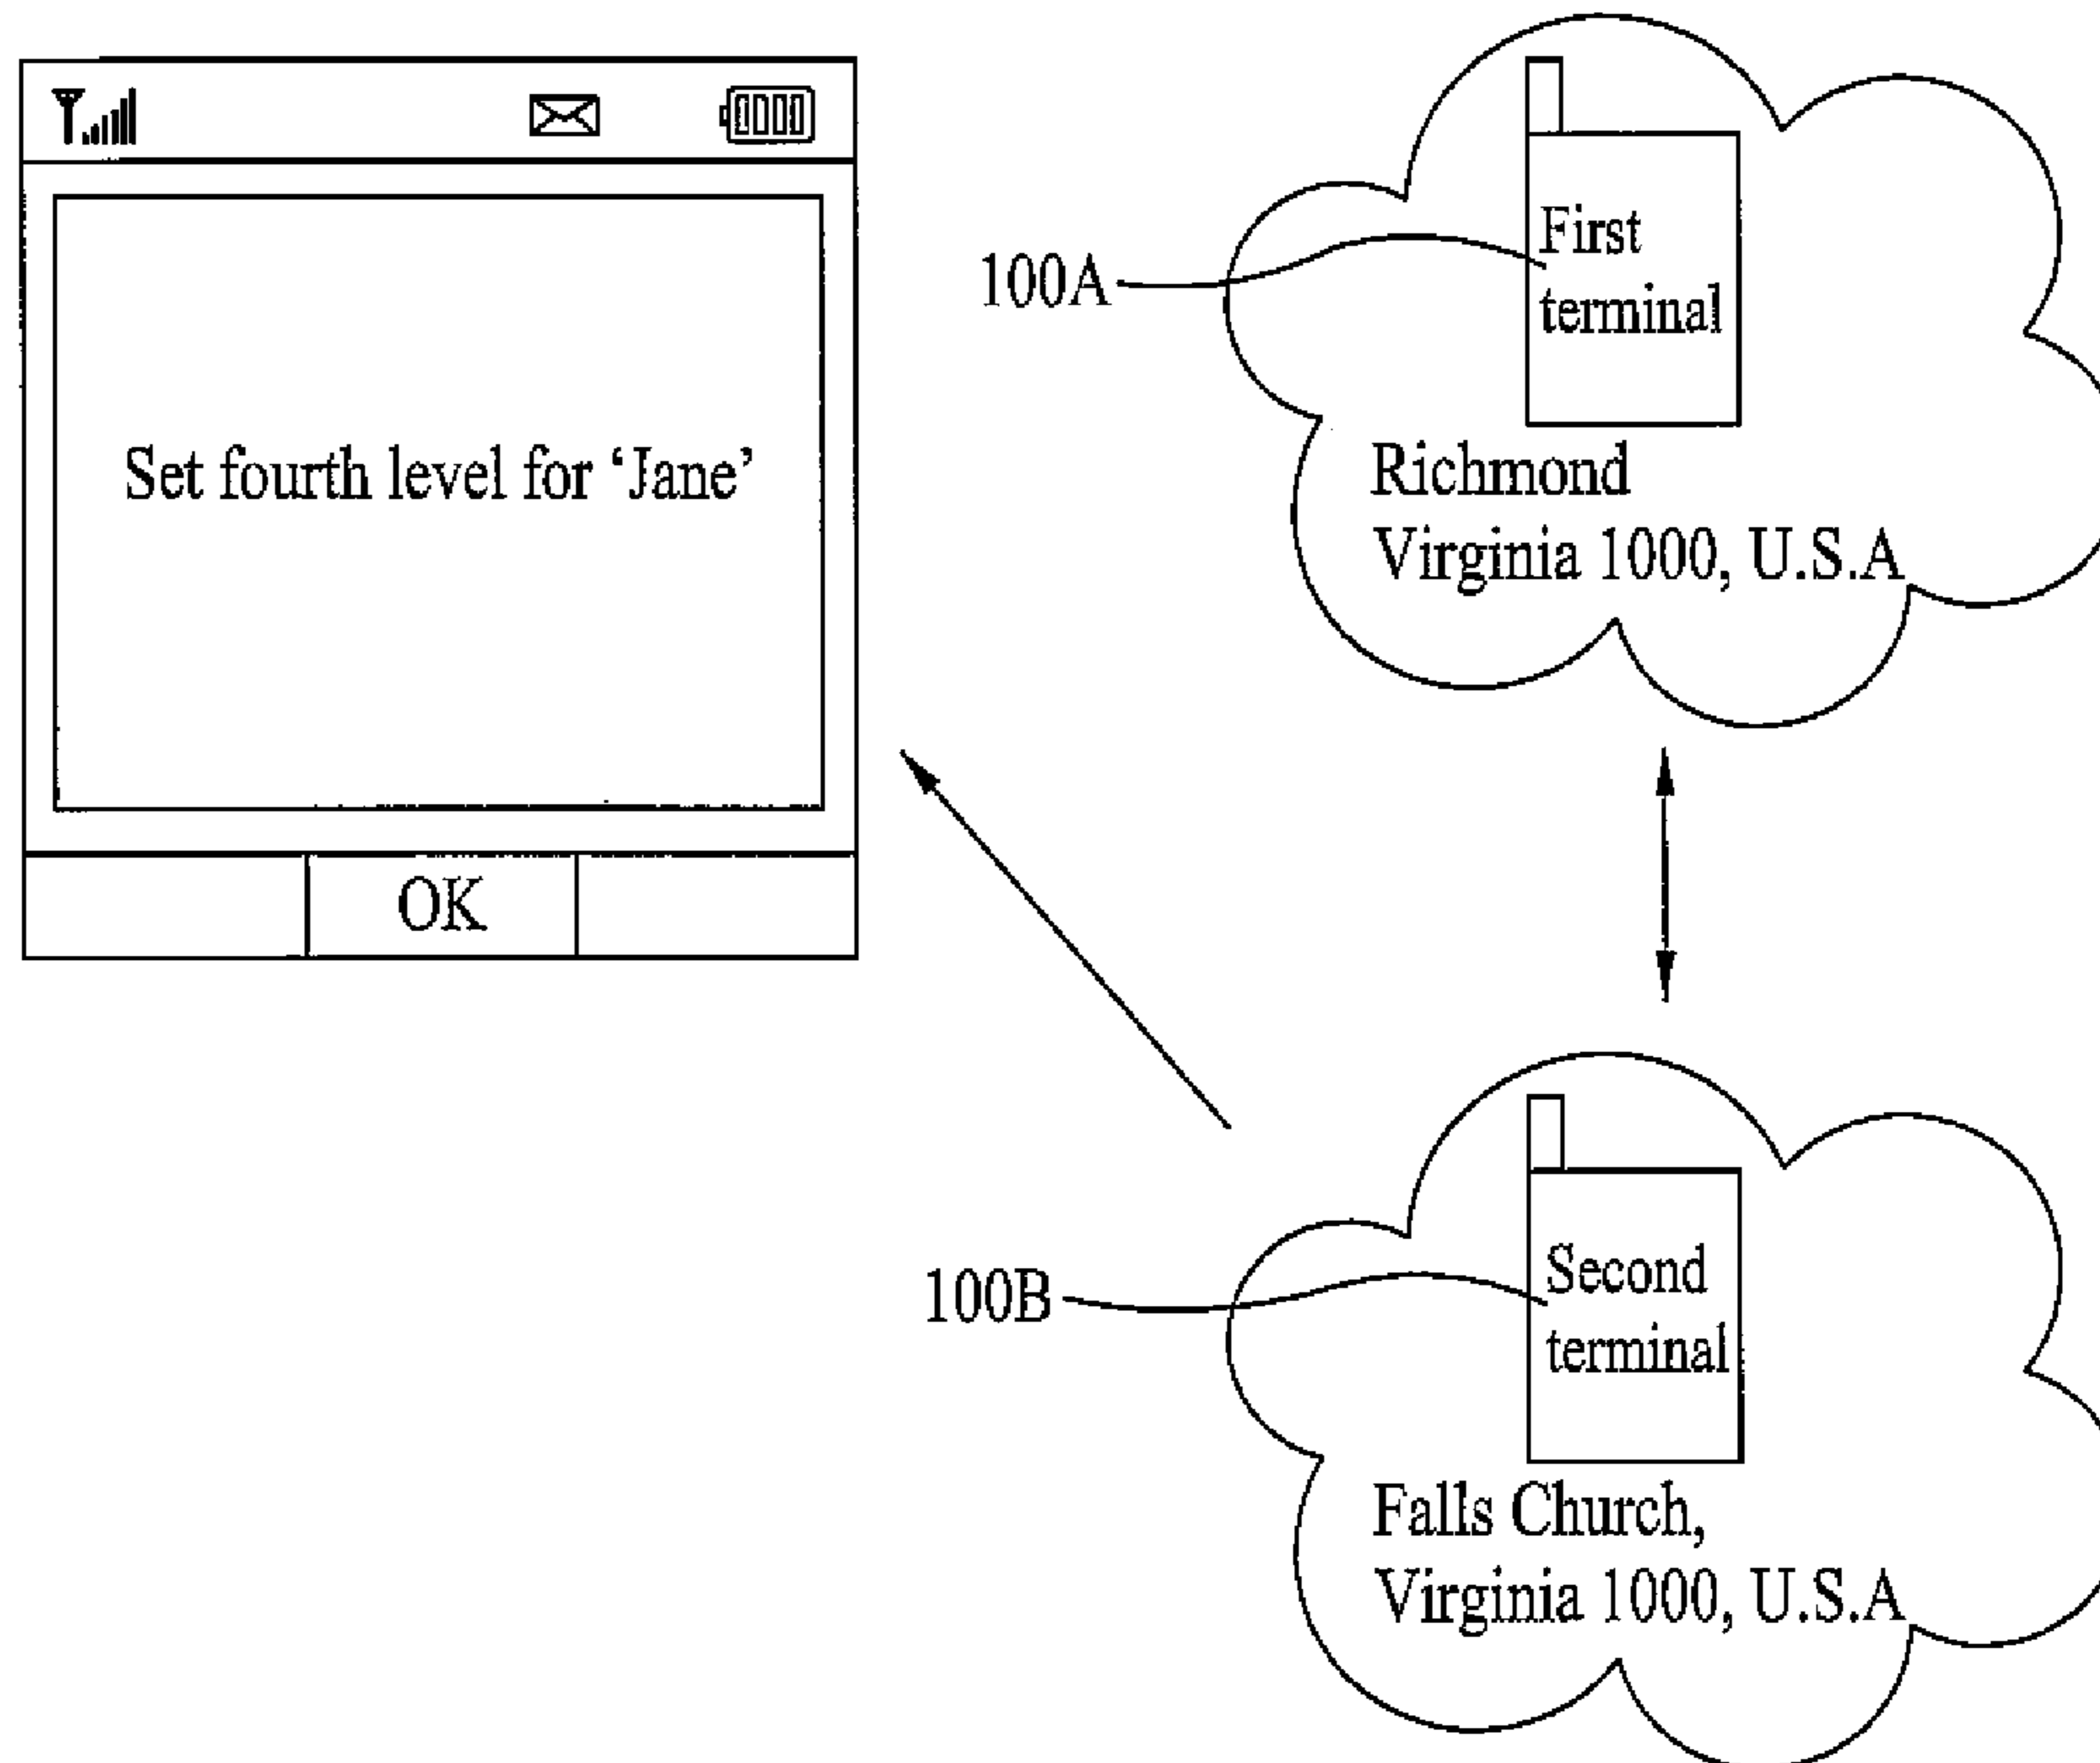 Set fourth level for ‘Jane’
OK
100A
First
terminal
Richmond
Virginia 1000, U.S.A
100B
Second
terminal
Falls Church,
Virginia 1000, U.S.A